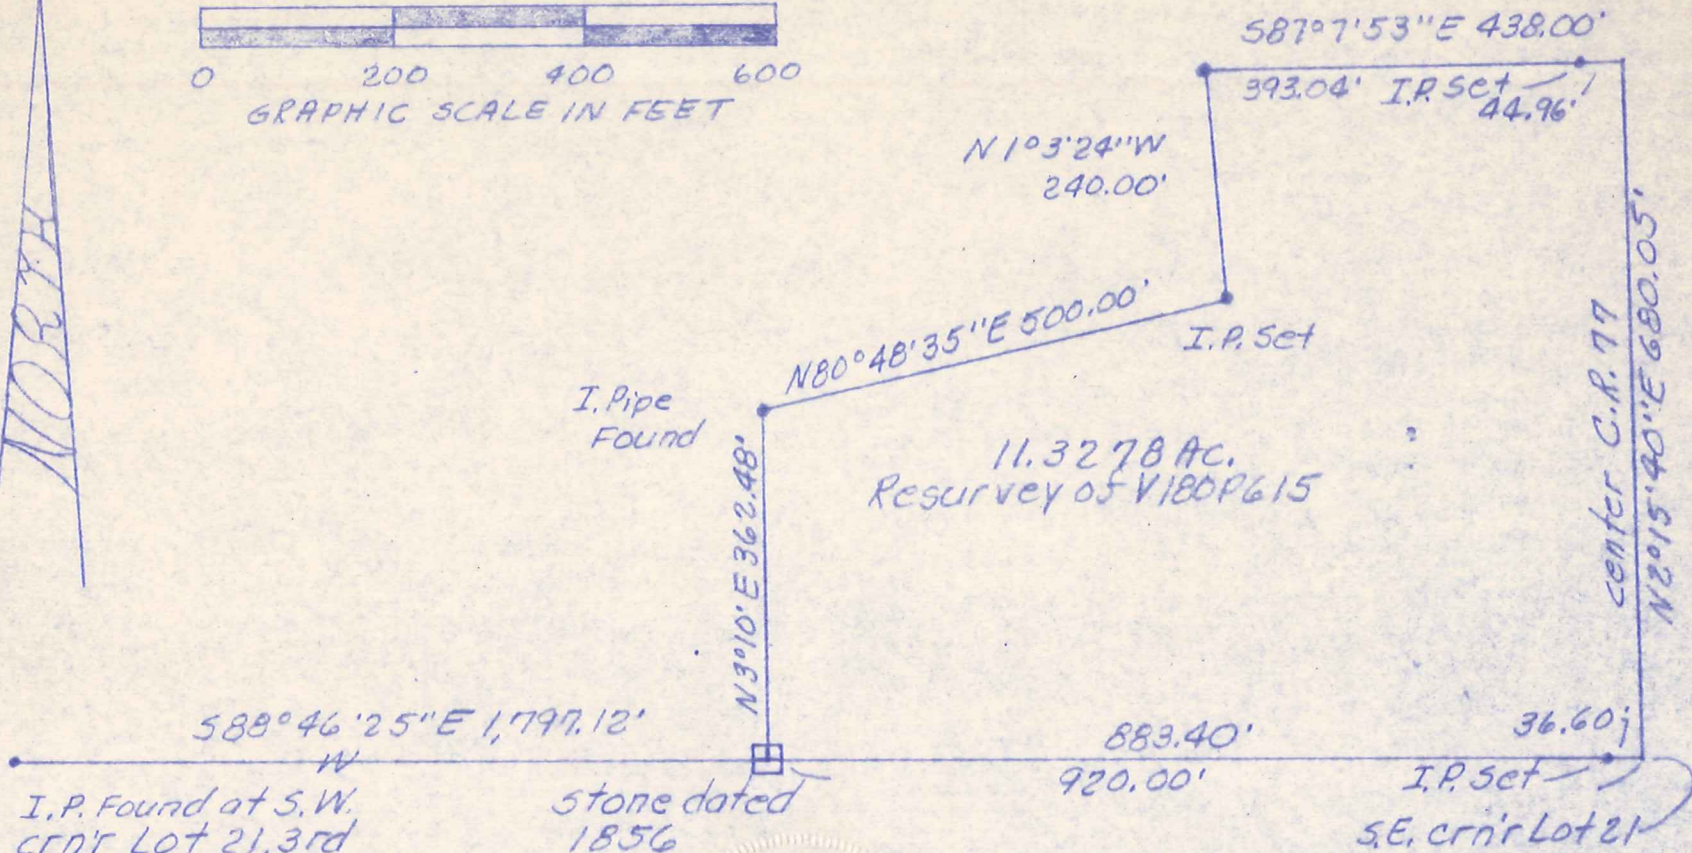 0 200 400 600
GRAPHIC SCALE IN FEET
NORTH
S87°7'53"E 438.00'
393.04' I.P. Set
44.96'
N1°3'24"W
240.00'
N80°48'35"E 500.00'
I.P. Set
I. Pipe
Found
11.3278 Ac.
Resurvey of V180P615
N3°10'E 362.48'
center C.R. 77
N2°15'40"E 680.05'
S88°46'25"E 1,797.12'
W
883.40'
36.60'
920.00'
I.P. Set
I.P. Found at S.W.
crn'r Lot 21, 3rd
Stone dated
1856
S.E. crn'r Lot 21